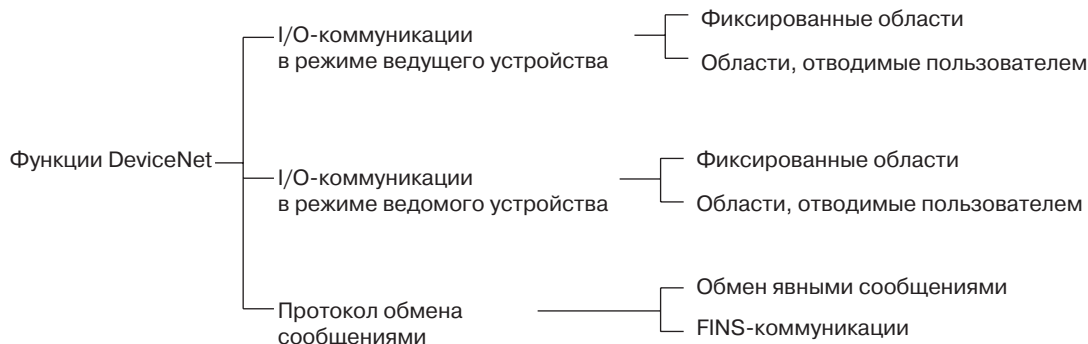 I/O-коммуникации
в режиме ведущего устройства
Фиксированные области
Области, отводимые пользователем
Функции DeviceNet
I/O-коммуникации
в режиме ведомого устройства
Фиксированные области
Области, отводимые пользователем
Протокол обмена
сообщениями
Обмен явными сообщениями
FINS-коммуникации